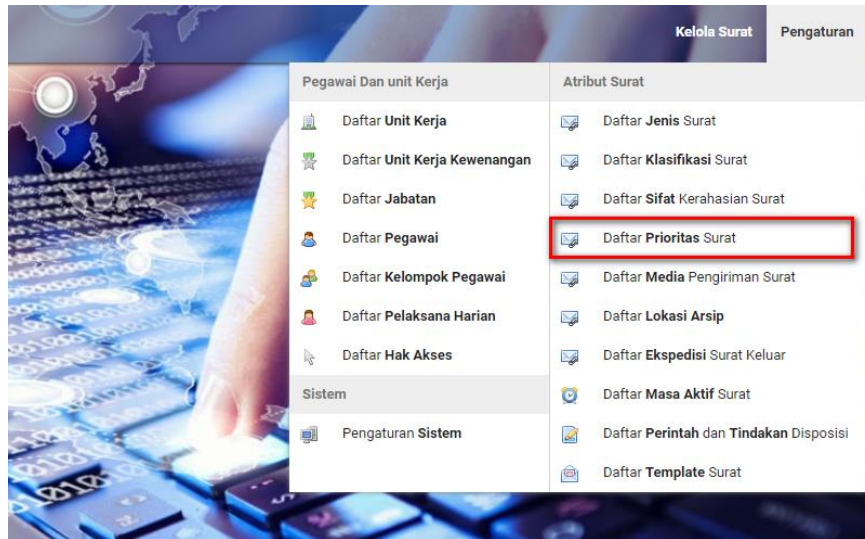 Kelola Surat
Pengaturan
Pegawai Dan unit Kerja
Daftar Unit Kerja
Daftar Unit Kerja Kewenangan
Daftar Jabatan
Daftar Pegawai
Daftar Kelompok Pegawai
Daftar Pelaksana Harian
Daftar Hak Akses
Sistem
Pengaturan Sistem
Atribut Surat
Daftar Jenis Surat
Daftar Klasifikasi Surat
Daftar Sifat Kerahasian Surat
Daftar Prioritas Surat
Daftar Media Pengiriman Surat
Daftar Lokasi Arsip
Daftar Ekspedisi Surat Keluar
Daftar Masa Aktif Surat
Daftar Perintah dan Tindakan Disposisi
Daftar Template Surat